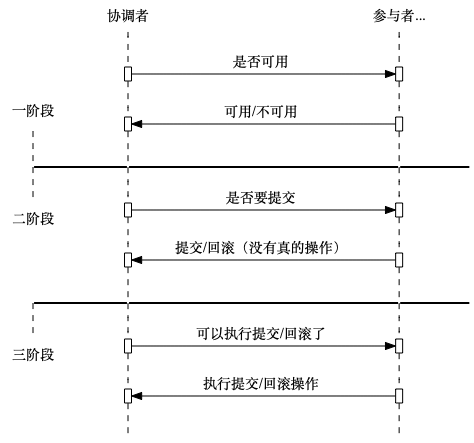 协调者
参与者...
是否可用
一阶段
可用/不可用
是否要提交
二阶段
提交/回滚（没有真的操作）
可以执行提交/回滚了
三阶段
执行提交/回滚操作